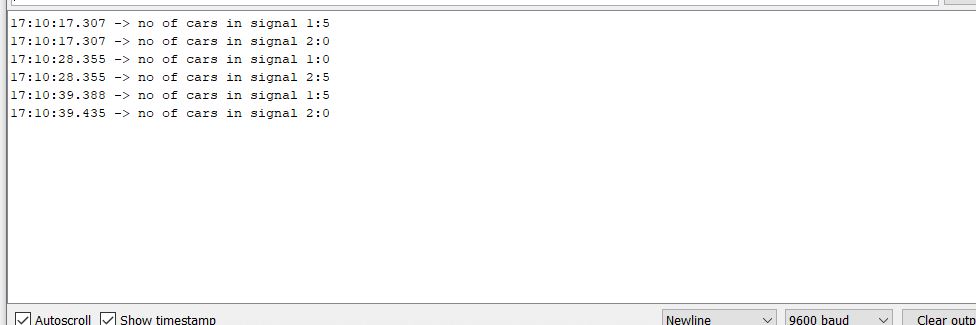 17:10:17.307 -> no of cars in signal 1:5
17:10:17.307 -> no of cars in signal 2:0
17:10:28.355 -> no of cars in signal 1:0
17:10:28.355 -> no of cars in signal 2:5
17:10:39.388 -> no of cars in signal 1:5
17:10:39.435 -> no of cars in signal 2:0
Autoscroll Show timestamp Newline 9600 baud Clear outp